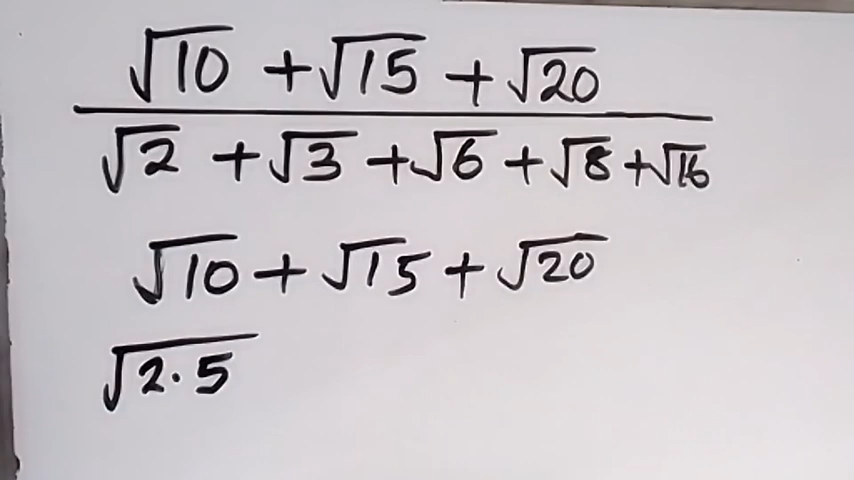 √10 + √15 + √20
√2 + √3 + √6 + √8 + √16
√10 + √15 + √20
√2·5